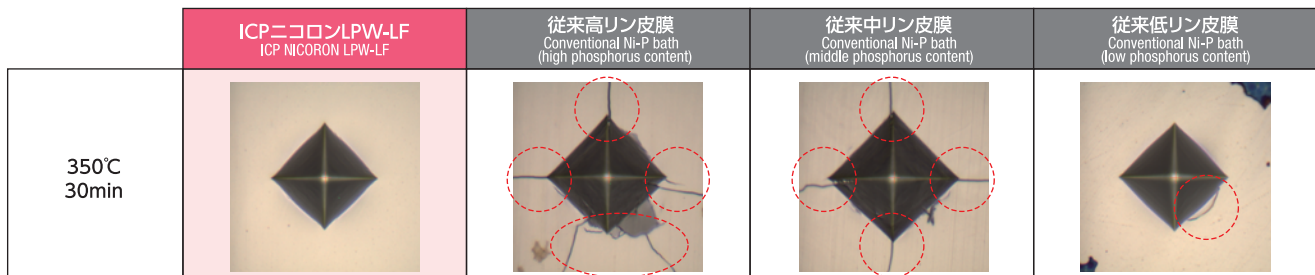 ICPニコロンLPW-LF
ICP NICORON LPW-LF
従来高リン皮膜
Conventional Ni-P bath
(high phosphorus content)
従来中リン皮膜
Conventional Ni-P bath
(middle phosphorus content)
従来低リン皮膜
Conventional Ni-P bath
(low phosphorus content)
350℃
30min